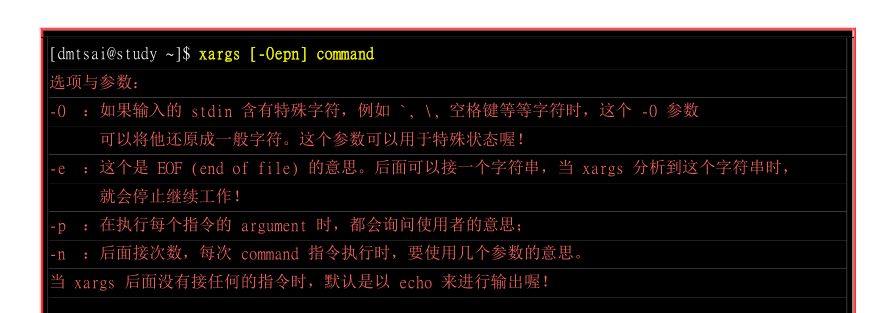 [dmtsai@study ~]$ xargs [-0epn] command
选项与参数：
-0 ：如果输入的 stdin 含有特殊字符，例如 `, \, 空格键等等字符时，这个 -0 参数
可以将他还原成一般字符。这个参数可以用于特殊状态喔！
-e ：这个是 EOF (end of file) 的意思。后面可以接一个字符串，当 xargs 分析到这个字符串时，
就会停止继续工作！
-p ：在执行每个指令的 argument 时，都会询问使用者的意思；
-n ：后面接次数，每次 command 指令执行时，要使用几个参数的意思。
当 xargs 后面没有接任何的指令时，默认是以 echo 来进行输出喔！